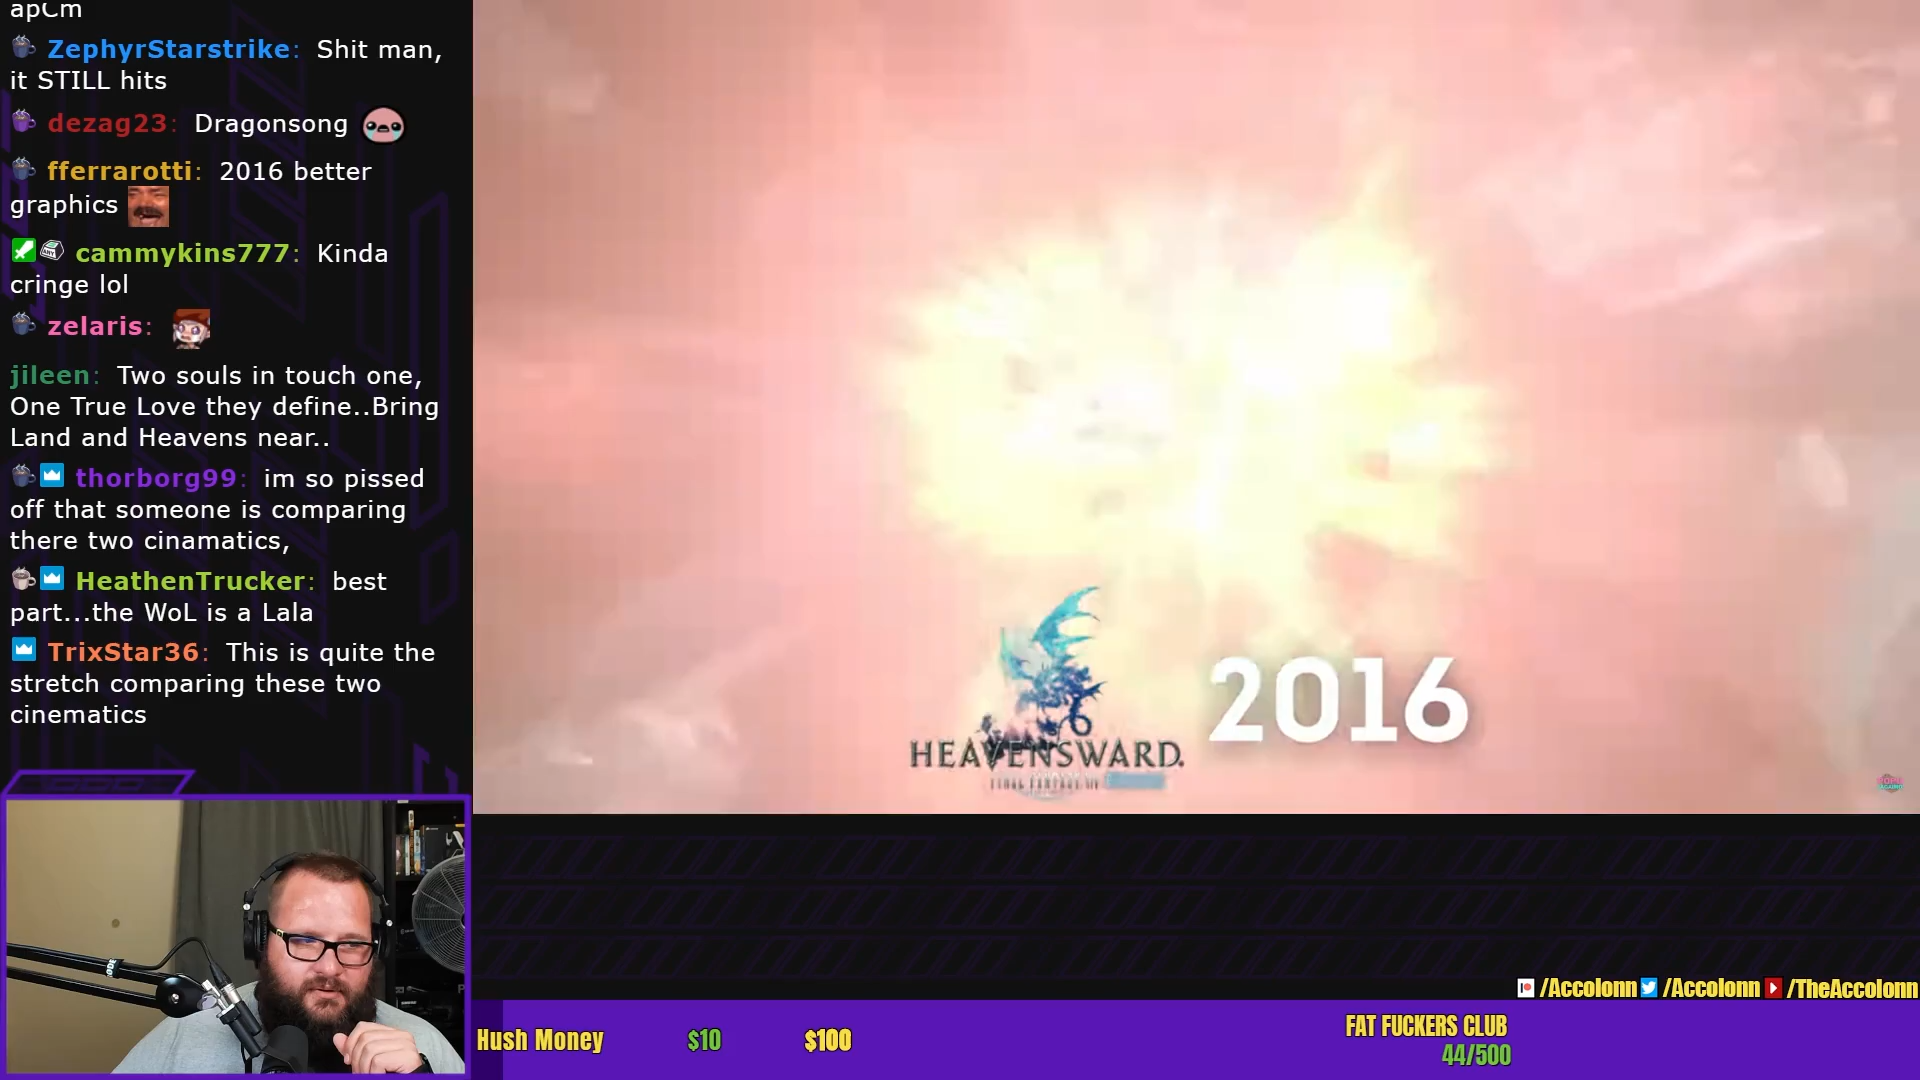 apCm
ZephyrStarstrike: Shit man,
it STILL hits
dezag23: Dragonsong
fferrarotti: 2016 better
graphics
cammykins777: Kinda
cringe lol
zelaris:
jileen: Two souls in touch one,
One True Love they define..Bring
Land and Heavens near..
thorborg99: im so pissed
off that someone is comparing
there two cinamatics,
HeathenTrucker: best
part...the WoL is a Lala
TrixStar36: This is quite the
stretch comparing these two
cinematics
2016
HEAVENSWARD.
FINAL FANTASY XIV
/Accolonn /Accolonn /TheAccolonn
Hush Money $10 $100
FAT FUCKERS CLUB
44/500